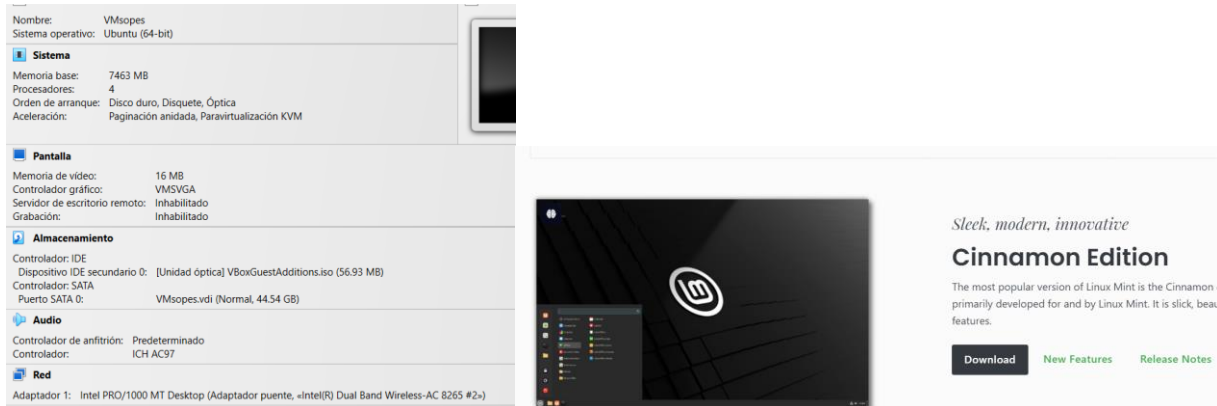 Nombre: VMsopes
Sistema operativo: Ubuntu (64-bit)
Sistema
Memoria base: 7463 MB
Procesadores: 4
Orden de arranque: Disco duro, Disquete, Óptica
Aceleración: Paginación anidada, Paravirtualización KVM
Pantalla
Memoria de vídeo: 16 MB
Controlador gráfico: VMSVGA
Servidor de escritorio remoto: Inhabilitado
Grabación: Inhabilitado
Almacenamiento
Controlador: IDE
Dispositivo IDE secundario 0: [Unidad óptica] VBoxGuestAdditions.iso (56.93 MB)
Controlador: SATA
Puerto SATA 0: VMsopes.vdi (Normal, 44.54 GB)
Audio
Controlador de anfitrión: Predeterminado
Controlador: ICH AC97
Red
Adaptador 1: Intel PRO/1000 MT Desktop (Adaptador puente, «Intel(R) Dual Band Wireless-AC 8265 #2»)
Sleek, modern, innovative
Cinnamon Edition
The most popular version of Linux Mint is the Cinnamon
primarily developed for and by Linux Mint. It is slick, beau
features.
Download New Features Release Notes